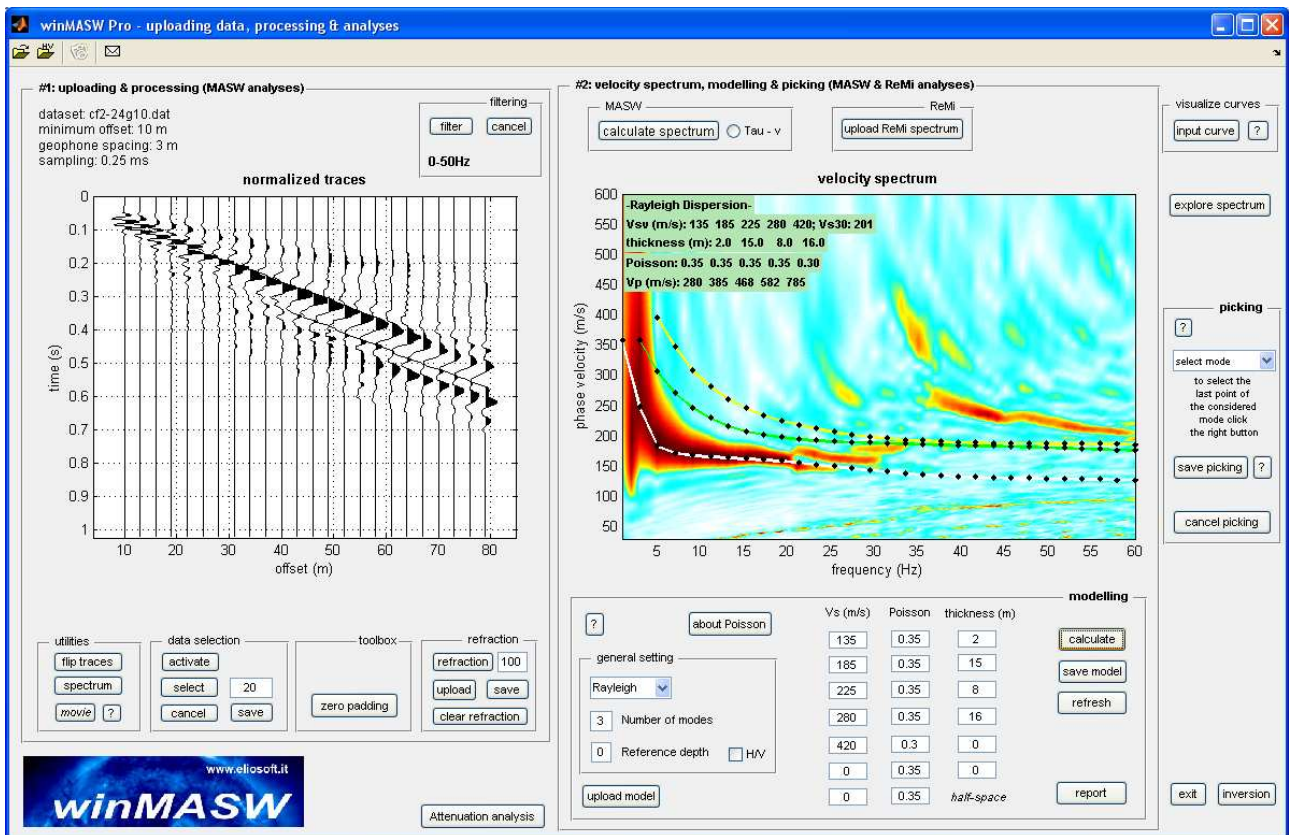 winMASW Pro - uploading data, processing & analyses
#1: uploading & processing (MASW analyses)
dataset: cf2-24g10.dat
minimum offset: 10 m
geophone spacing: 3 m
sampling: 0.25 ms
filtering
filter cancel
0-50Hz
normalized traces
0
0.1
0.2
0.3
0.4
0.5
0.6
0.7
0.8
0.9
1
time (s)
10 20 30 40 50 60 70 80
offset (m)
utilities
flip traces
spectrum
movie ?
data selection
activate
select 20
cancel save
toolbox
zero padding
refraction
refraction 100
upload save
clear refraction
www.eliosoft.it
winMASW
Attenuation analysis
#2: velocity spectrum, modelling & picking (MASW & ReMi analyses)
MASW
calculate spectrum Tau - v
ReMi
upload ReMi spectrum
velocity spectrum
-Rayleigh Dispersion-
Vsv (m/s): 135 185 225 280 420; Vs30: 201
thickness (m): 2.0 15.0 8.0 16.0
Poisson: 0.35 0.35 0.35 0.35 0.30
Vp (m/s): 280 385 468 582 785
600
550
500
450
400
350
300
250
200
150
100
50
phase velocity (m/s)
5 10 15 20 25 30 35 40 45 50 55 60
frequency (Hz)
modelling
? about Poisson
general setting
Rayleigh
3 Number of modes
0 Reference depth H/V
upload model
Vs (m/s) Poisson thickness (m)
135 0.35 2
185 0.35 15
225 0.35 8
280 0.35 16
420 0.3 0
0 0.35 0
0 0.35 half-space
calculate
save model
refresh
report
visualize curves
input curve ?
explore spectrum
picking
?
select mode
to select the
last point of
the considered
mode click
the right button
save picking ?
cancel picking
exit inversion